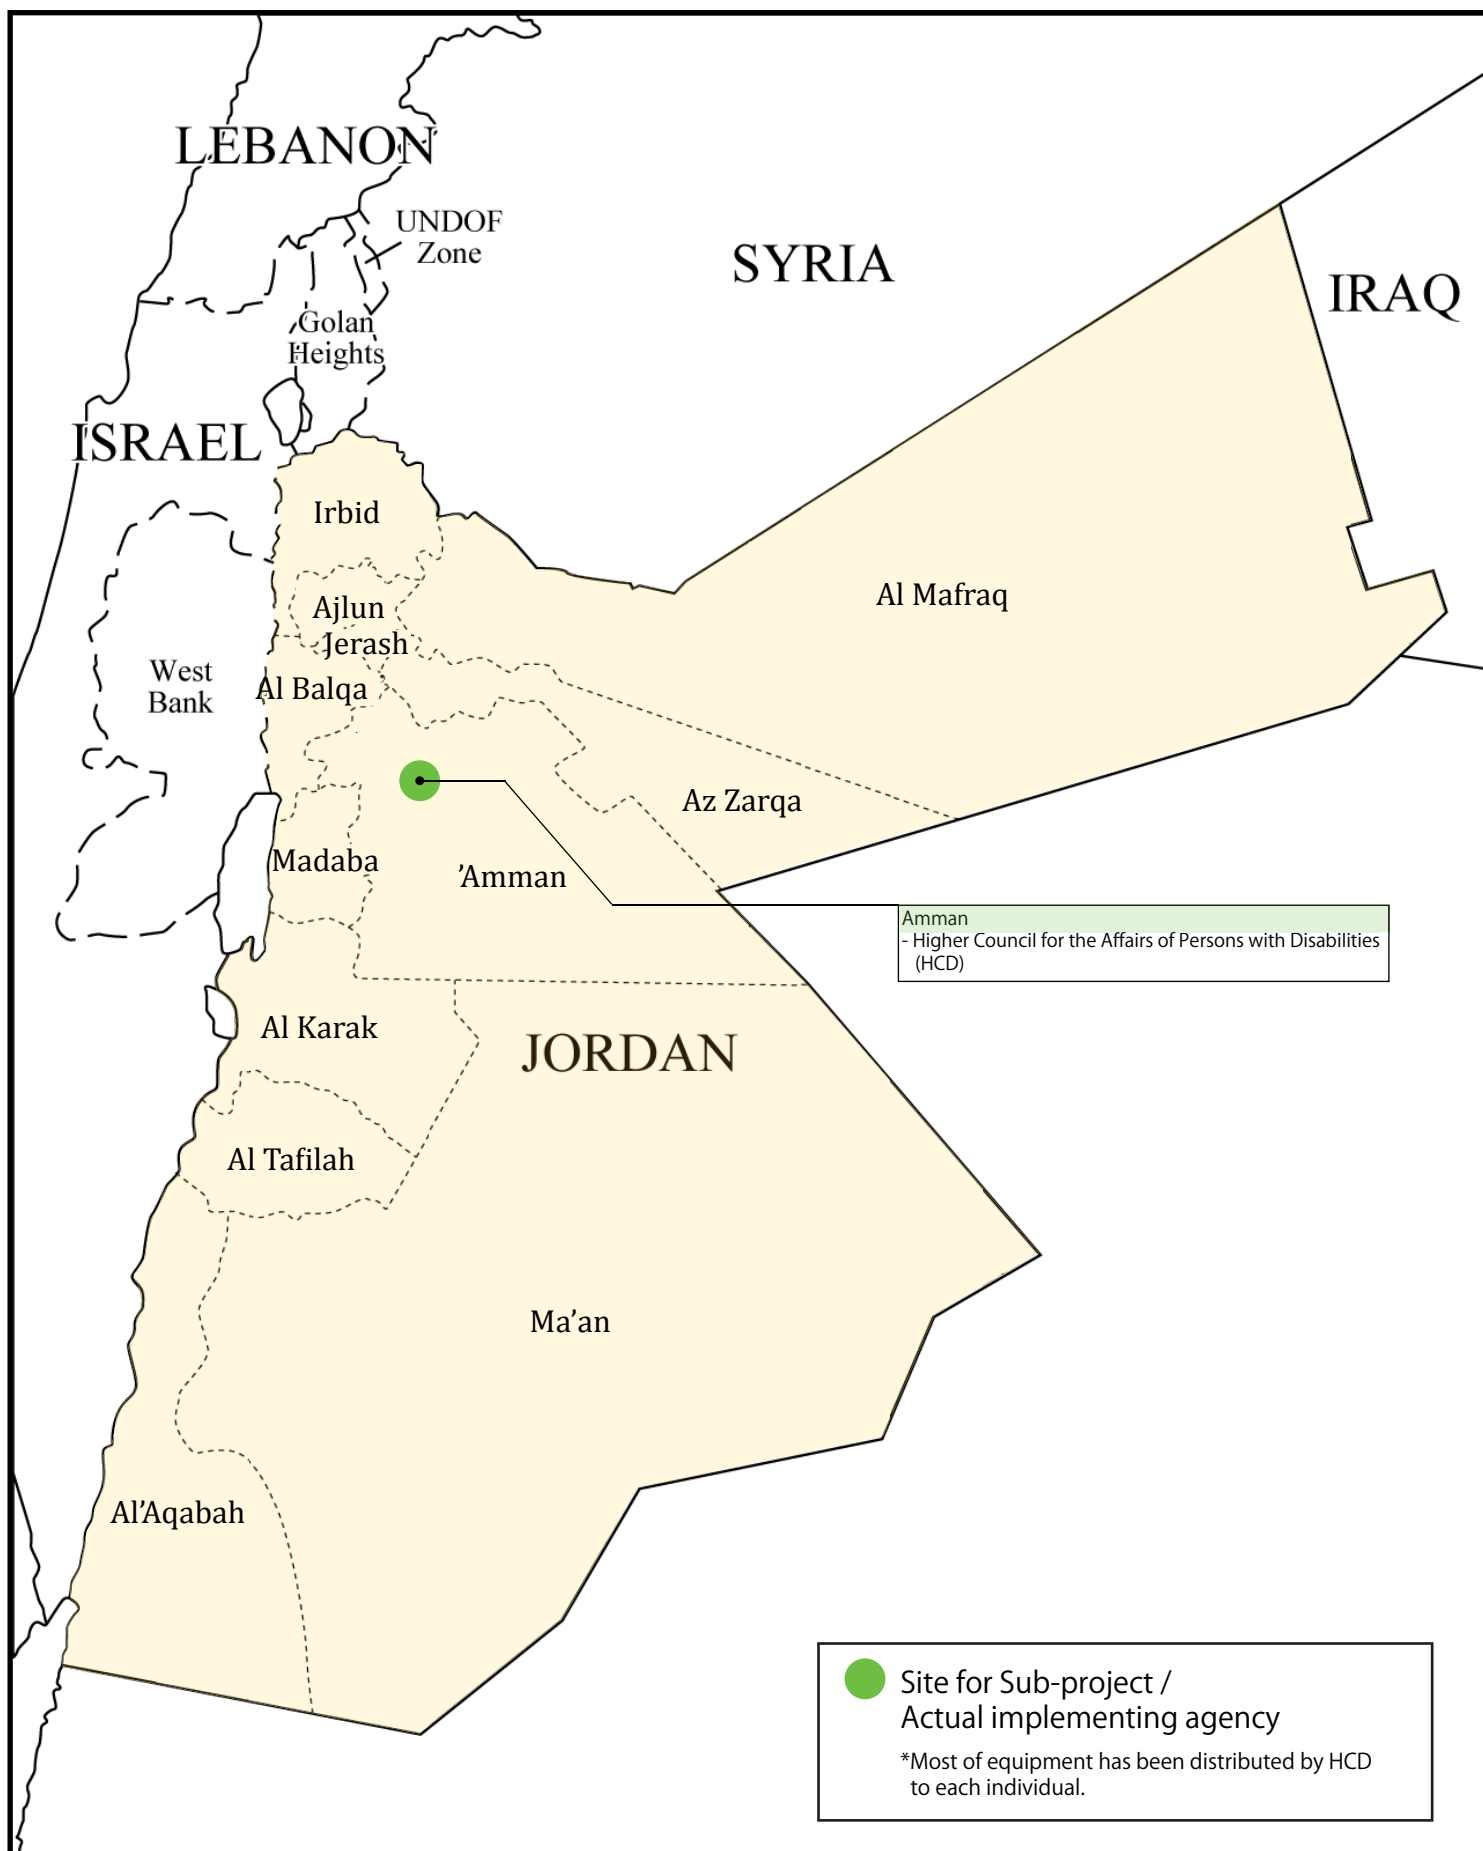 LEBANON
UNDOF
Zone
SYRIA
IRAQ
Golan
Heights
ISRAEL
Irbid
Al Mafraq
Ajlun
Jerash
West
Bank
Al Balqa
Az Zarqa
Madaba
’Amman
Amman
- Higher Council for the Affairs of Persons with Disabilities
(HCD)
Al Karak
JORDAN
Al Tafilah
Ma’an
Al’Aqabah
Site for Sub-project /
Actual implementing agency
*Most of equipment has been distributed by HCD
to each individual.